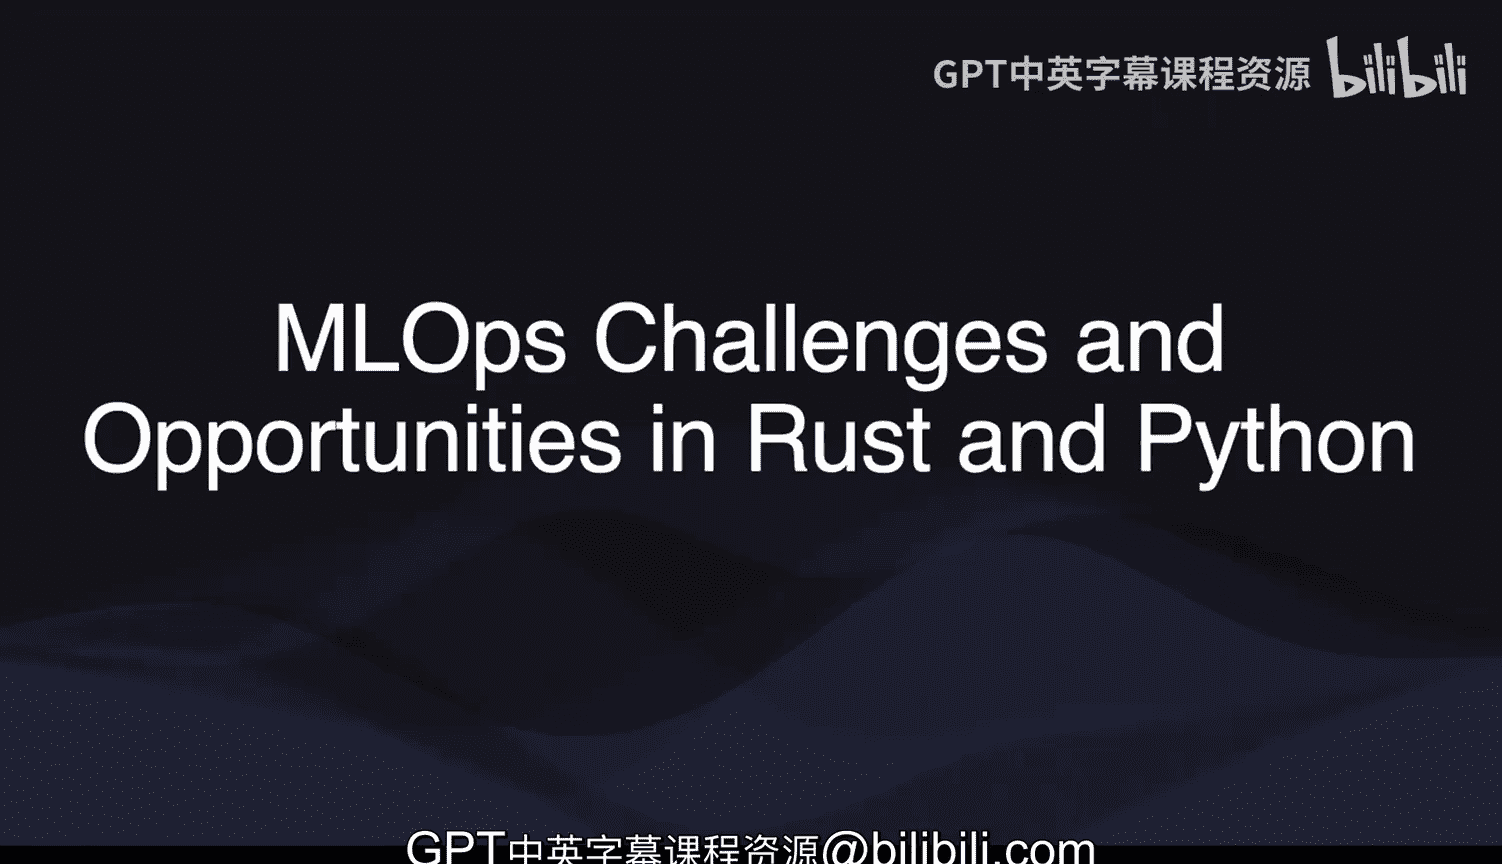 GPT中英字幕课程资源 bilibili
MLOps Challenges and
Opportunities in Rust and Python
GPT中英字幕课程资源@bilibili.com